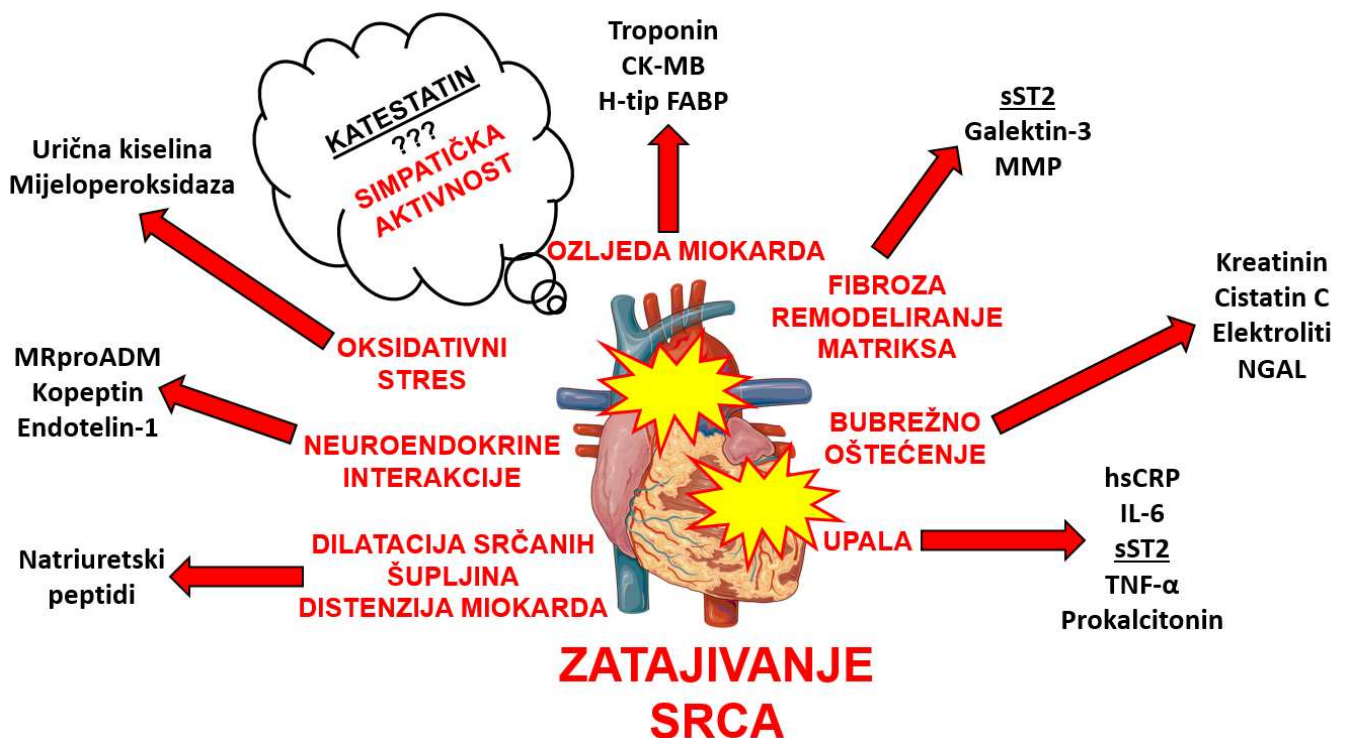 KATESTATIN
???
SIMPATIČKA
AKTIVNOST
Troponin
CK-MB
H-tip FABP
OZLJEDA MIOKARDA
sST2
Galektin-3
MMP
FIBROZA
REMODELIRANJE
MATRIKSA
Urična kiselina
Mijeloperoksidaza
OKSIDATIVNI
STRES
Kreatinin
Cistatin C
Elektroliti
NGAL
BUBREŽNO
OŠTEĆENJE
MRproADM
Kopeptin
Endotelin-1
NEUROENDOKRINE
INTERAKCIJE
hsCRP
IL-6
sST2
TNF-α
Prokalcitonin
UPALA
Natriuretski
peptidi
DILATACIJA SRČANIH
ŠUPLJINA
DISTENZIJA MIOKARDA
ZATAJIVANJE
SRCA